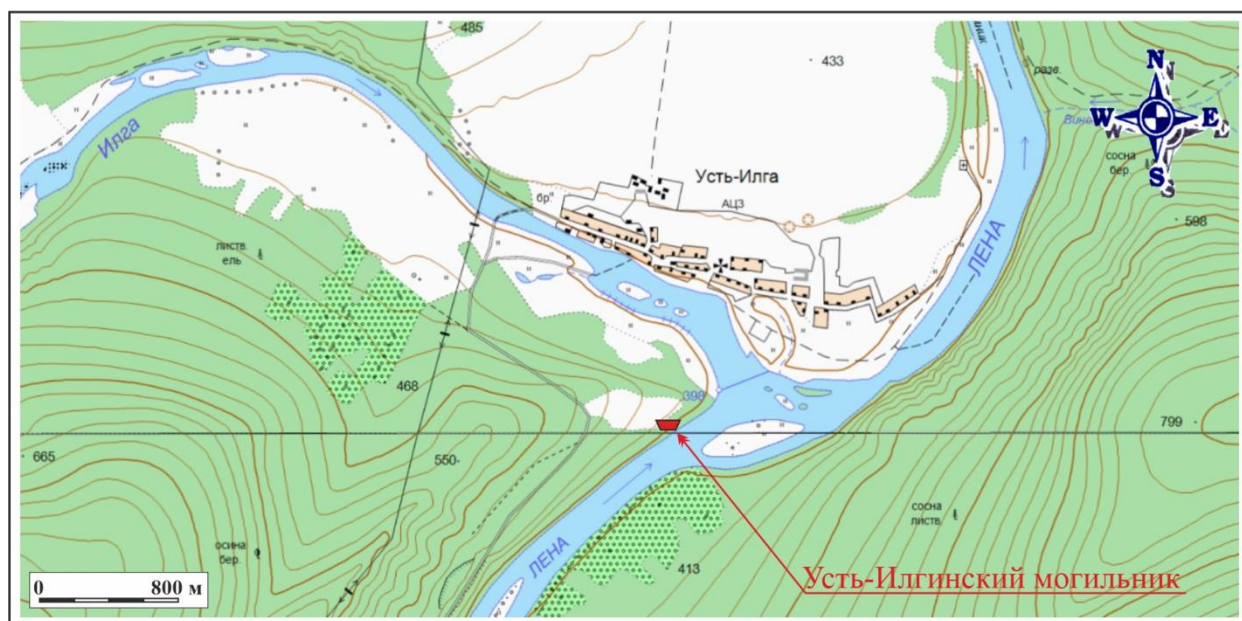 485
433
N
W
E
S
разв.
Илга
Усть-Илга
бр.
АЦЗ
сосна
бер.
598
ЛЕНА
листв.
ель
468
398
799
665
550
сосна
листв.
осина
бер.
ЛЕНА
413
0 800 м
Усть-Илгинский могильник